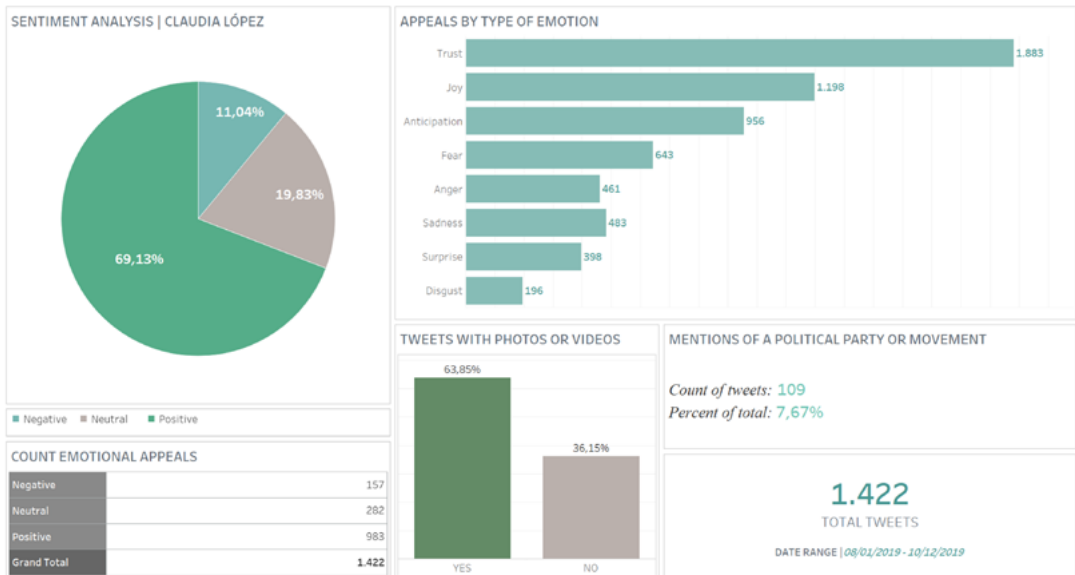 SENTIMENT ANALYSIS | CLAUDIA LÓPEZ
11,04%
19,83%
69,13%
Negative Neutral Positive
COUNT EMOTIONAL APPEALS
Negative 157
Neutral 282
Positive 983
Grand Total 1.422
APPEALS BY TYPE OF EMOTION
Trust 1.883
Joy 1.198
Anticipation 956
Fear 643
Anger 461
Sadness 483
Surprise 398
Disgust 196
TWEETS WITH PHOTOS OR VIDEOS
63,85%
36,15%
YES NO
MENTIONS OF A POLITICAL PARTY OR MOVEMENT
Count of tweets: 109
Percent of total: 7,67%
1.422
TOTAL TWEETS
DATE RANGE | 08/01/2019 - 10/12/2019